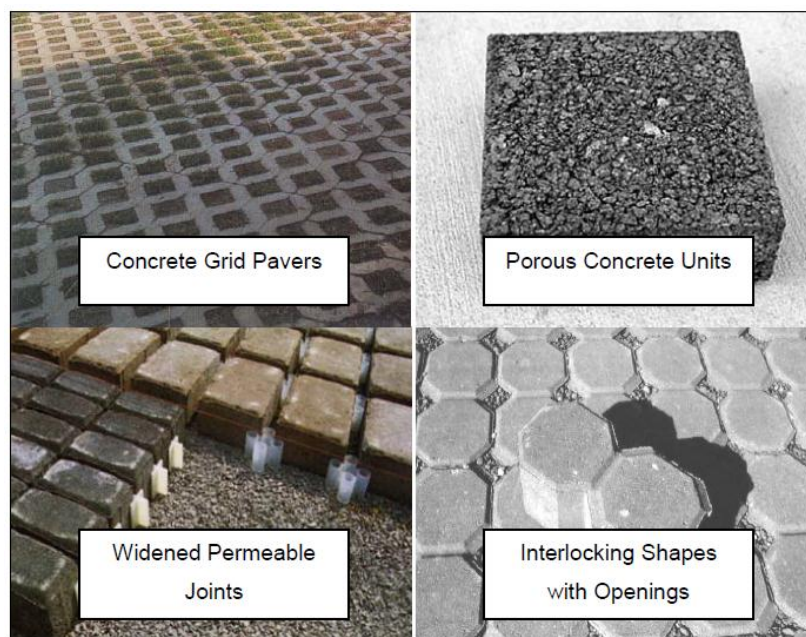 Concrete Grid Pavers
Porous Concrete Units
Widened Permeable
Joints
Interlocking Shapes
with Openings